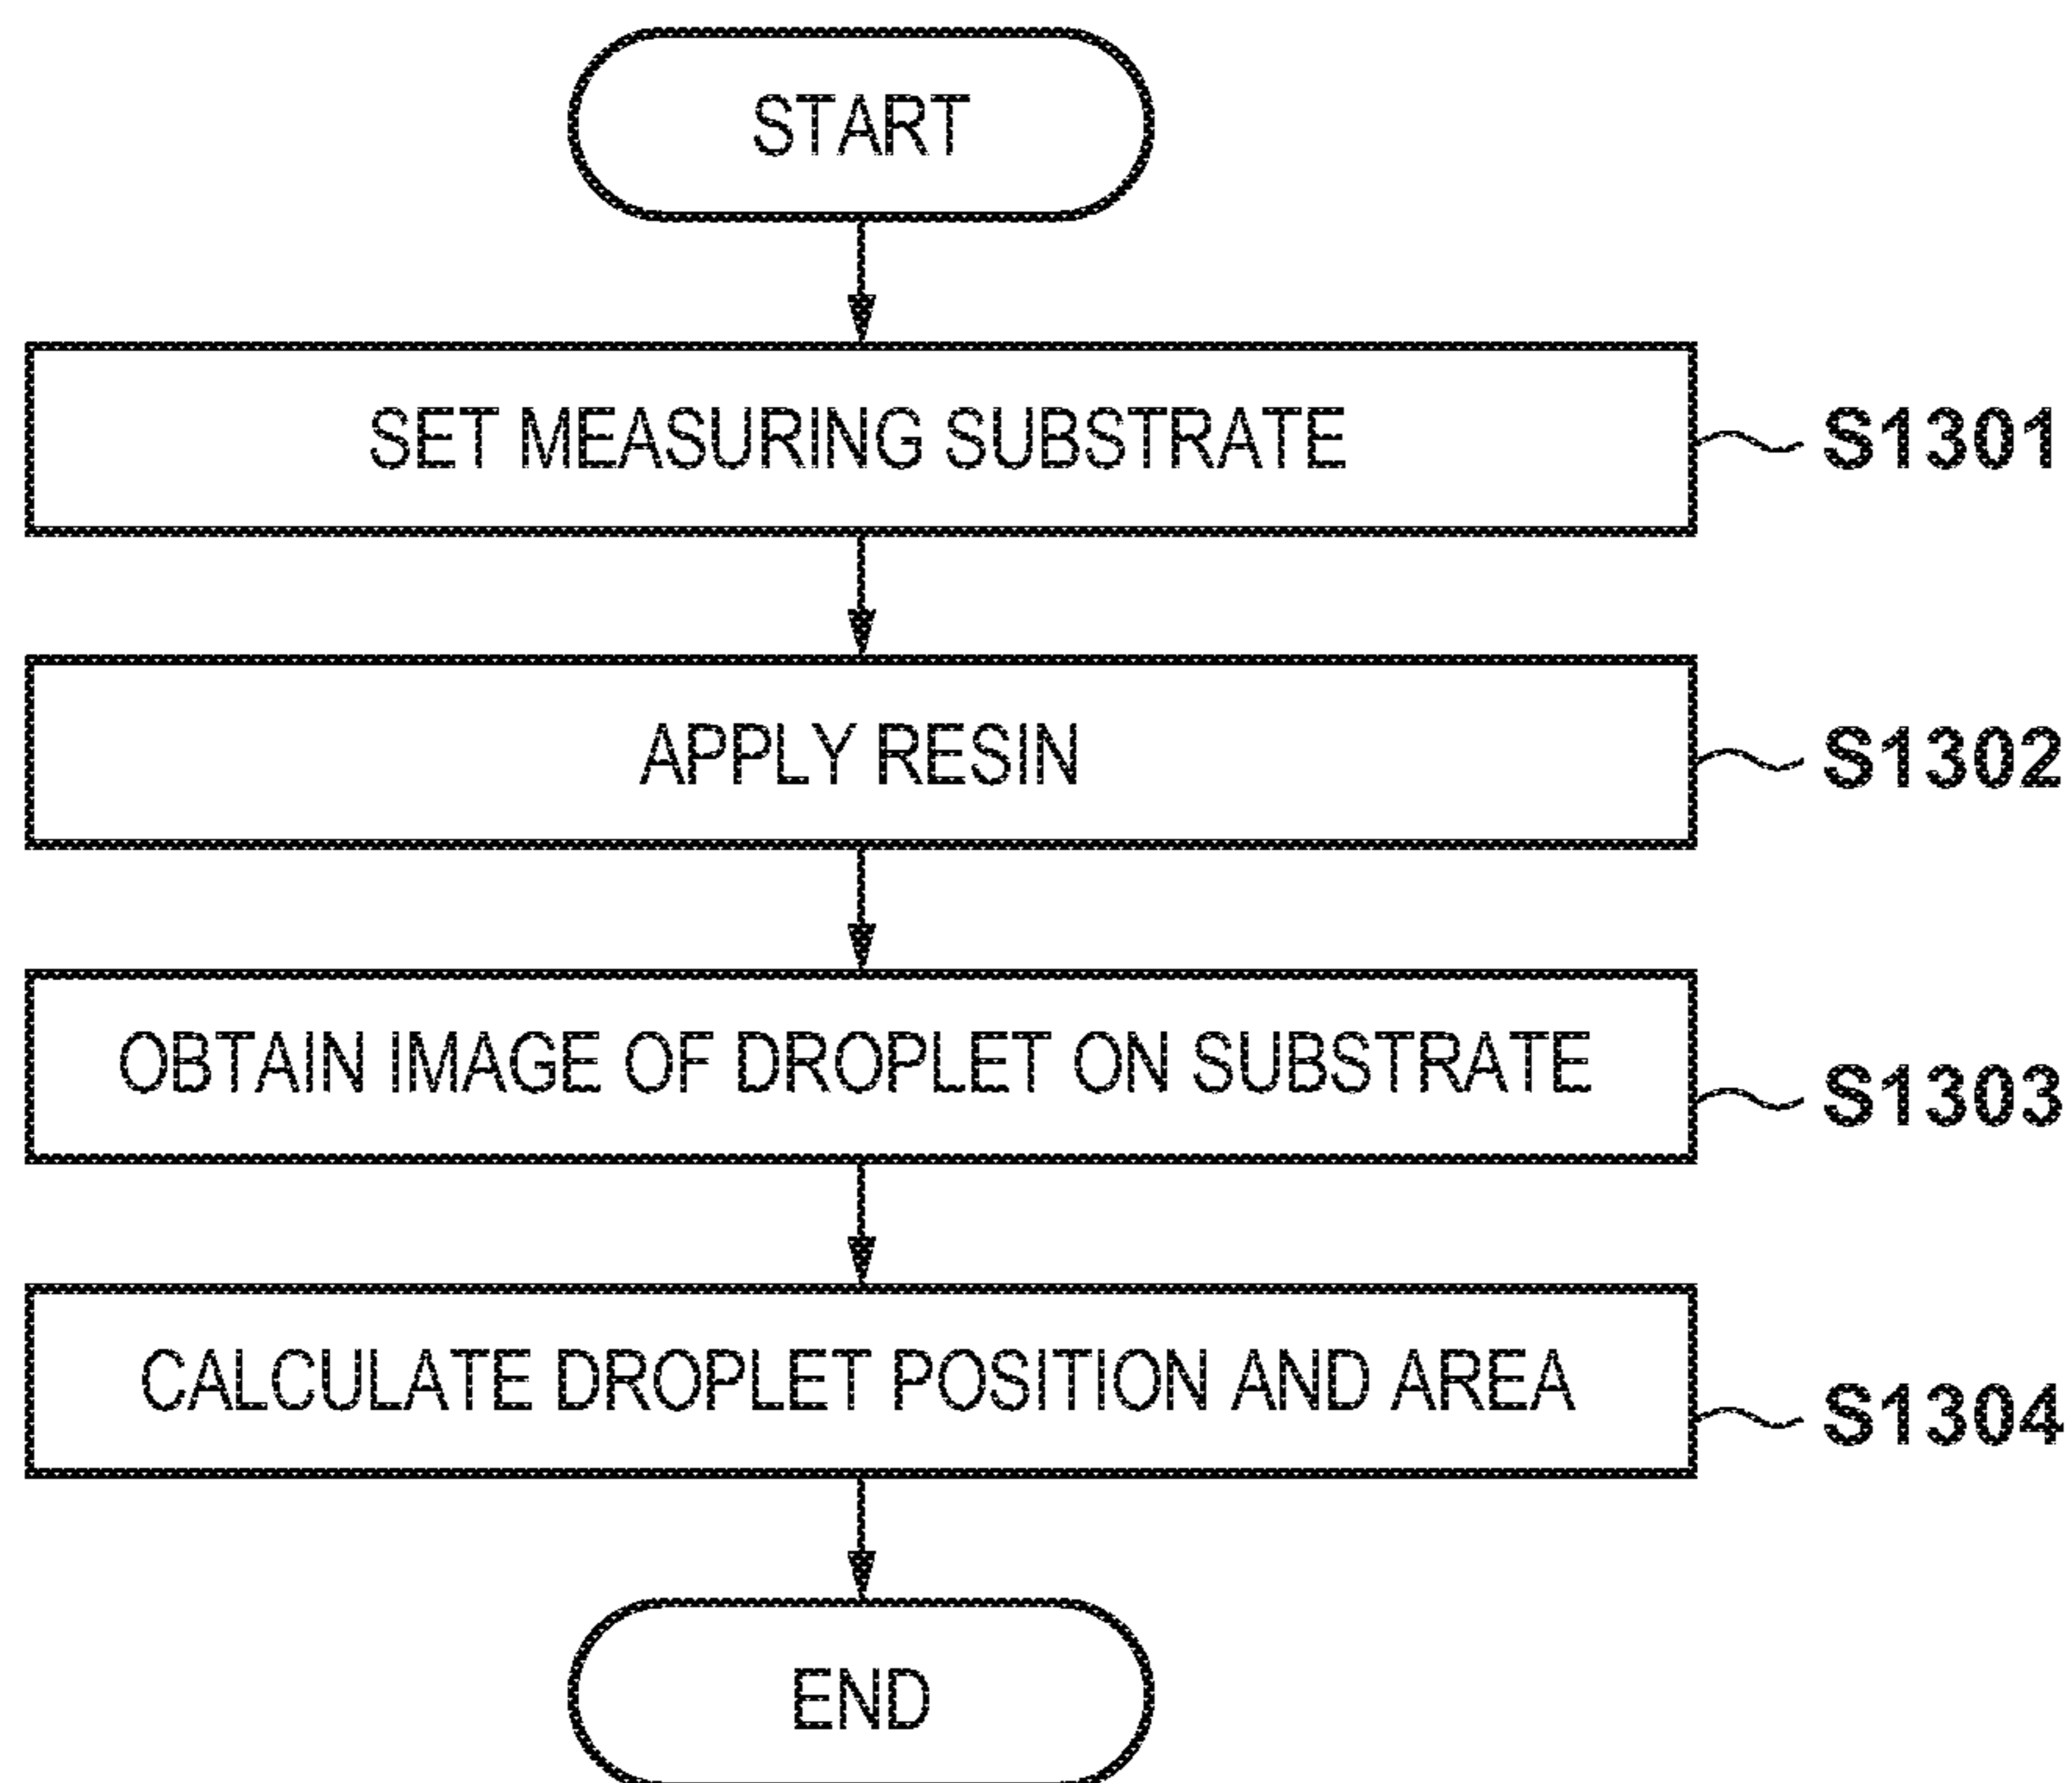 START
SET MEASURING SUBSTRATE
S1301
APPLY RESIN
S1302
OBTAIN IMAGE OF DROPLET ON SUBSTRATE
S1303
CALCULATE DROPLET POSITION AND AREA
S1304
END